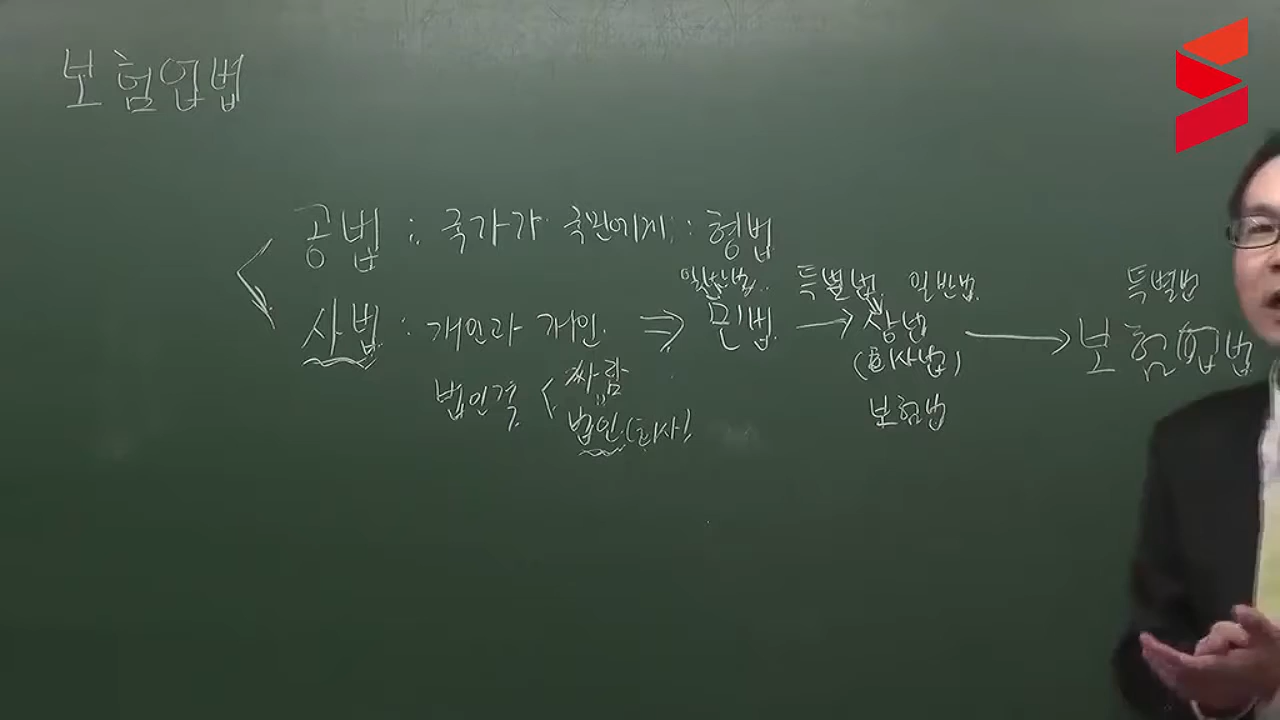 보험업법
공법 : 국가가 국민에게 : 형법
일반법 특별법 일반법 특별법
사법 : 개인과 개인 ⇒ 민법 → 상법 → 보험업법
(회사법)
법인격 < 사람
보험법
법인(회사)